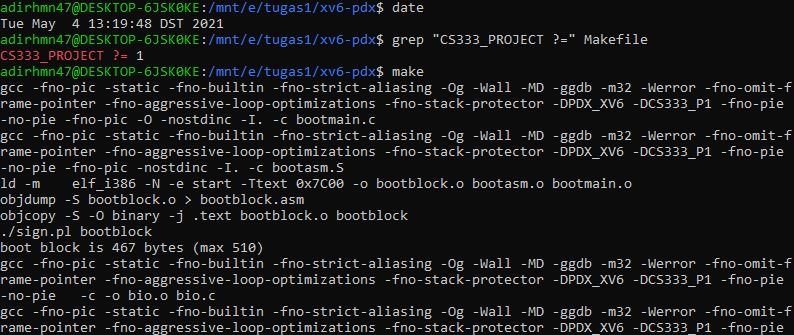 adirhmn47@DESKTOP-6JSK0KE:/mnt/e/tugas1/xv6-pdx$ date
Tue May  4 13:19:48 DST 2021
adirhmn47@DESKTOP-6JSK0KE:/mnt/e/tugas1/xv6-pdx$ grep "CS333_PROJECT ?=" Makefile
CS333_PROJECT ?= 1
adirhmn47@DESKTOP-6JSK0KE:/mnt/e/tugas1/xv6-pdx$ make
gcc -fno-pic -static -fno-builtin -fno-strict-aliasing -Og -Wall -MD -ggdb -m32 -Werror -fno-omit-f
rame-pointer -fno-aggressive-loop-optimizations -fno-stack-protector -DPDX_XV6 -DCS333_P1 -fno-pie
-no-pie -fno-pic -O -nostdinc -I. -c bootmain.c
gcc -fno-pic -static -fno-builtin -fno-strict-aliasing -Og -Wall -MD -ggdb -m32 -Werror -fno-omit-f
rame-pointer -fno-aggressive-loop-optimizations -fno-stack-protector -DPDX_XV6 -DCS333_P1 -fno-pie
-no-pie -fno-pic -nostdinc -I. -c bootasm.S
ld -m    elf_i386 -N -e start -Ttext 0x7C00 -o bootblock.o bootasm.o bootmain.o
objdump -S bootblock.o > bootblock.asm
objcopy -S -O binary -j .text bootblock.o bootblock
./sign.pl bootblock
boot block is 467 bytes (max 510)
gcc -fno-pic -static -fno-builtin -fno-strict-aliasing -Og -Wall -MD -ggdb -m32 -Werror -fno-omit-f
rame-pointer -fno-aggressive-loop-optimizations -fno-stack-protector -DPDX_XV6 -DCS333_P1 -fno-pie
-no-pie   -c -o bio.o bio.c
gcc -fno-pic -static -fno-builtin -fno-strict-aliasing -Og -Wall -MD -ggdb -m32 -Werror -fno-omit-f
rame-pointer -fno-aggressive-loop-optimizations -fno-stack-protector -DPDX_XV6 -DCS333_P1 -fno-pie